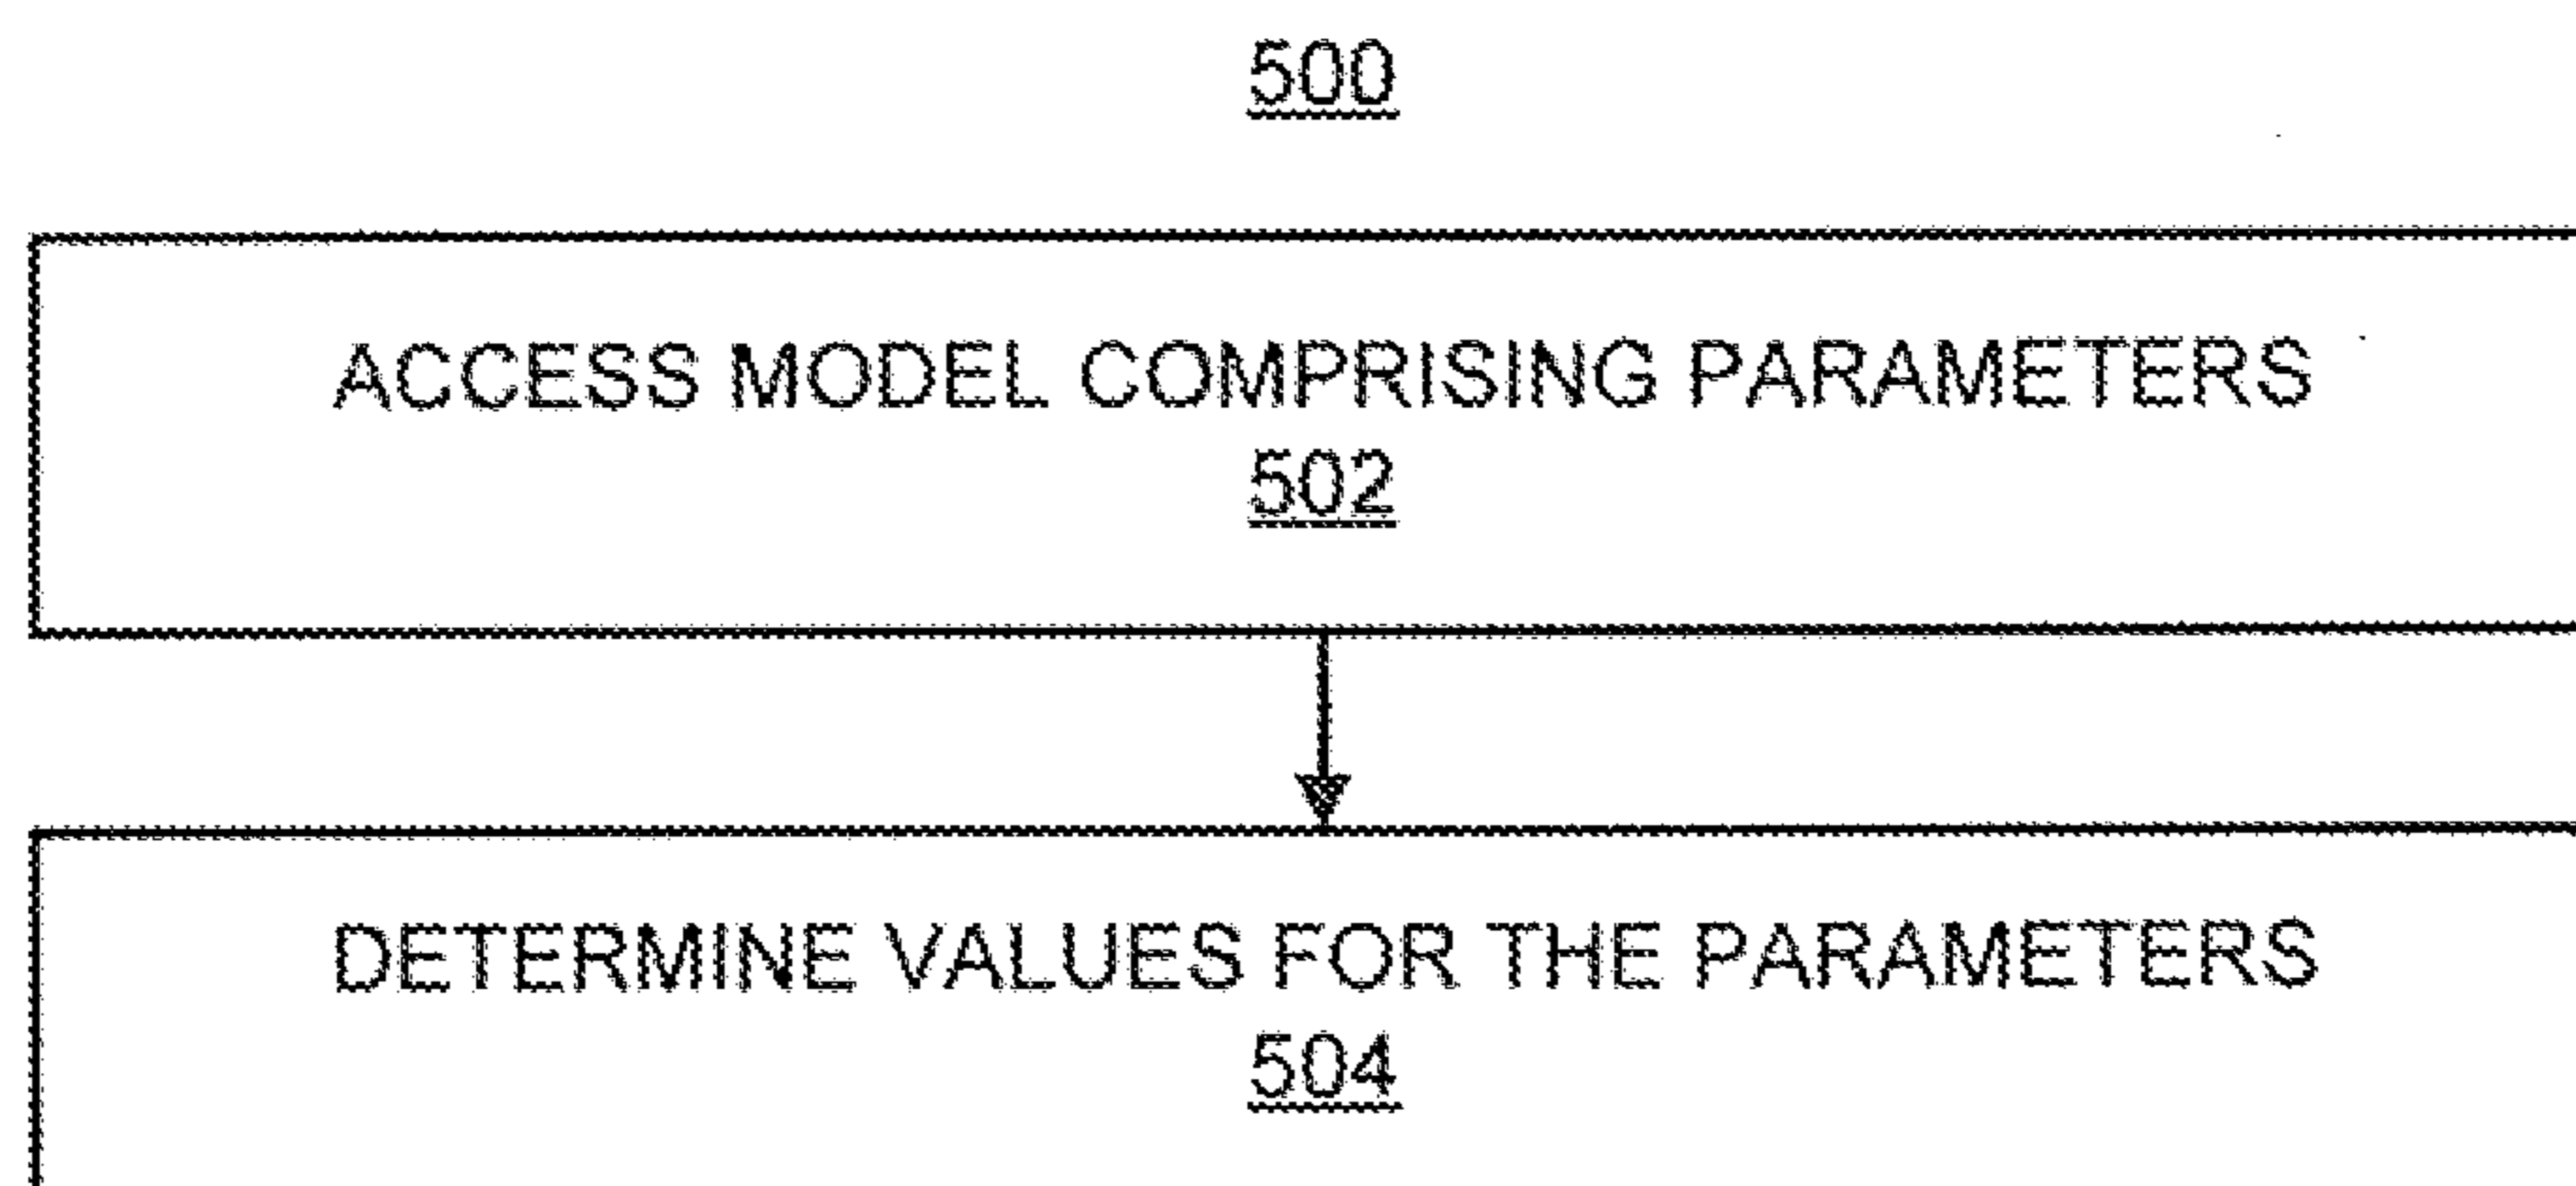 500
ACCESS MODEL COMPRISING PARAMETERS
502
DETERMINE VALUES FOR THE PARAMETERS
504